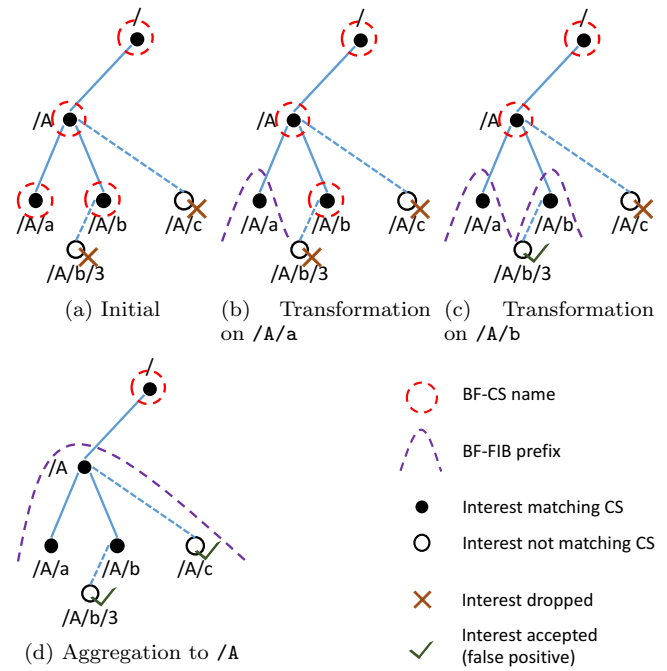 /
/A
/A/a
/A/b
/A/c
/A/b/3
(a) Initial
/
/A
/A/a
/A/b
/A/c
/A/b/3
(b) Transformation
on /A/a
/
/A
/A/a
/A/b
/A/c
/A/b/3
(c) Transformation
on /A/b
/
/A
/A/a
/A/b
/A/c
/A/b/3
(d) Aggregation to /A
BF-CS name
BF-FIB prefix
Interest matching CS
Interest not matching CS
Interest dropped
Interest accepted
(false positive)